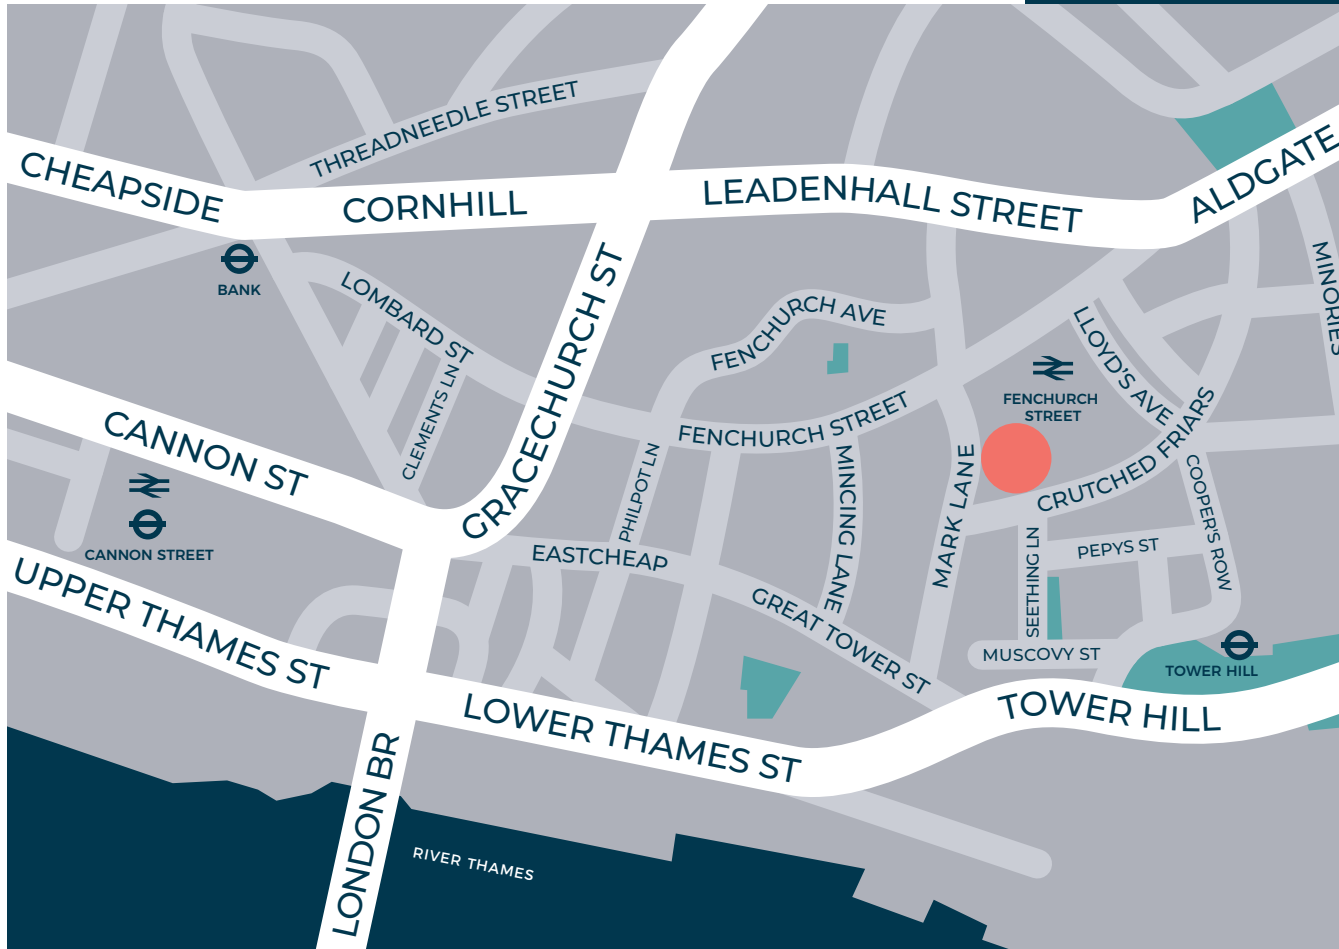 THREADNEEDLE STREET
CHEAPSIDE
CORNHILL
LEADENHALL STREET
ALDGATE
BANK
LOMBARD ST
GRACECHURCH ST
MINORIES
FENCHURCH AVE
LLOYD'S AVE
FENCHURCH
STREET
CLEMENTS LN
FENCHURCH STREET
CANNON ST
PHILPOT LN
MINCING LANE
MARK LANE
CRUTCHED FRIARS
COOPER'S ROW
CANNON STREET
EASTCHEAP
PEPYS ST
SEETHING LN
UPPER THAMES ST
GREAT TOWER ST
MUSCOVY ST
TOWER HILL
LOWER THAMES ST
TOWER HILL
LONDON BR
RIVER THAMES